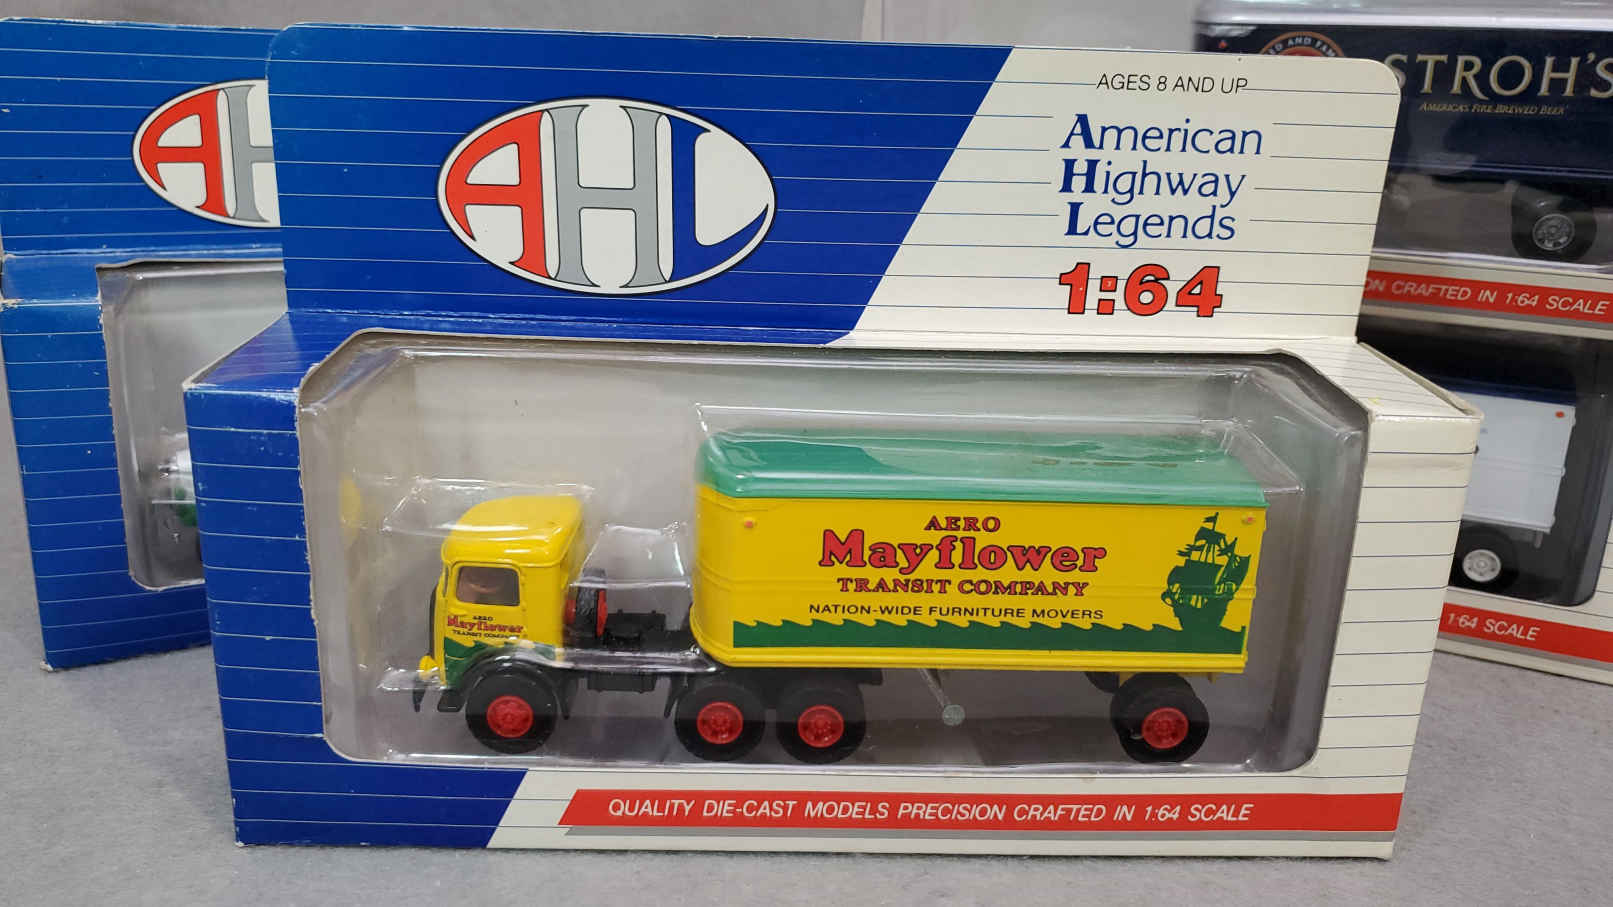 AHL
AGES 8 AND UP
American
Highway
Legends
1:64
AERO
Mayflower
TRANSIT COMPANY
NATION-WIDE FURNITURE MOVERS
AERO
Mayflower
TRANSIT COMPANY
QUALITY DIE-CAST MODELS PRECISION CRAFTED IN 1:64 SCALE
AH
STROH'S
AMERICA'S FIRE BREWED BEER
ON CRAFTED IN 1:64 SCALE
1:64 SCALE